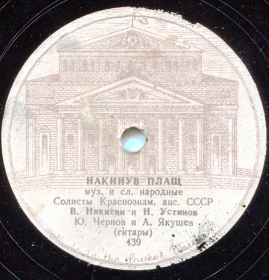 НАКИНУВ ПЛАЩ
муз. и сл. народные
Солисты Краснознам. анс. СССР
В. Никитин и Н. Устинов
Ю. Чернов и А. Якушев
(гитары)
439